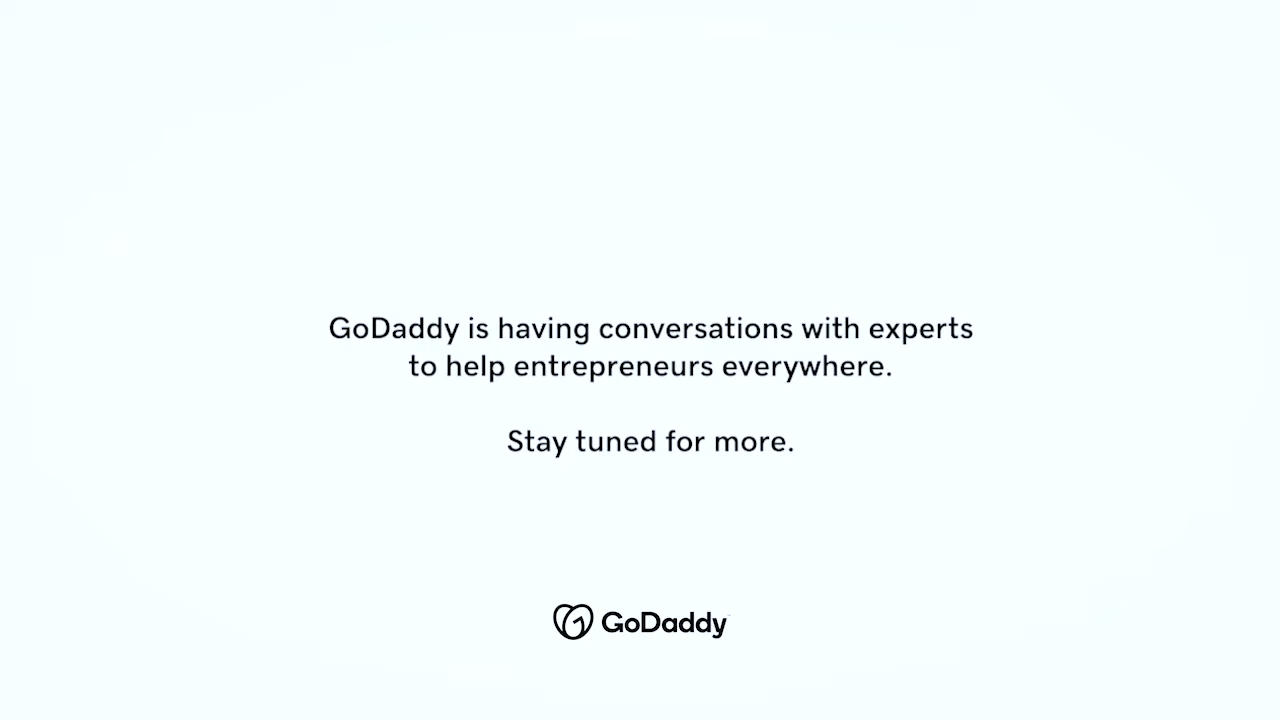 GoDaddy is having conversations with experts
to help entrepreneurs everywhere.
Stay tuned for more.
GoDaddy